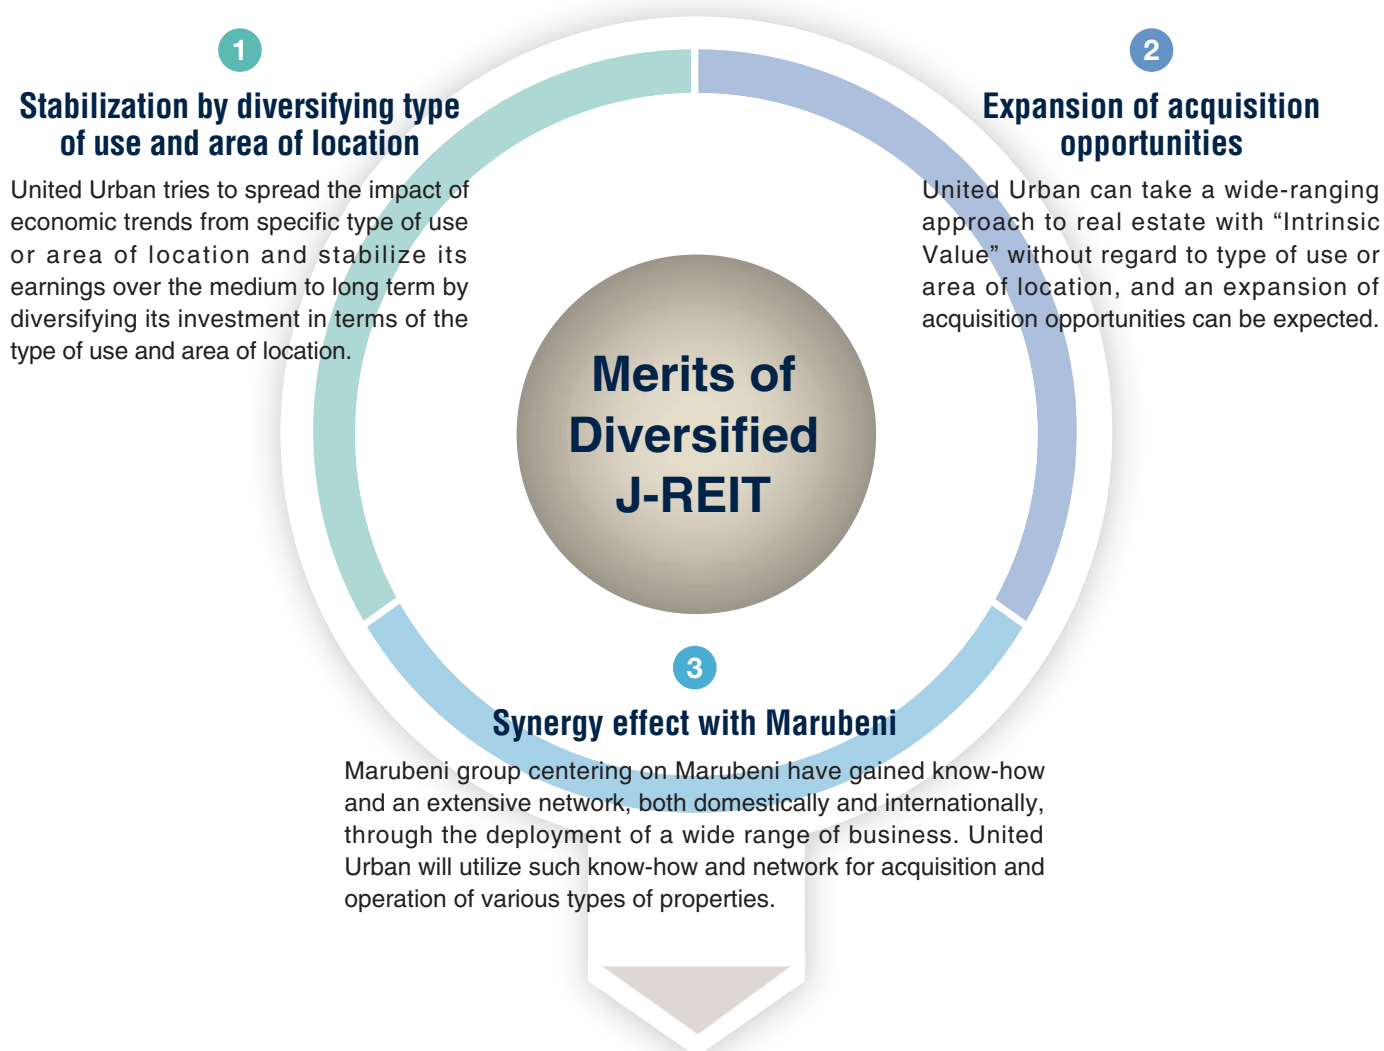 1
Stabilization by diversifying type
of use and area of location
United Urban tries to spread the impact of
economic trends from specific type of use
or area of location and stabilize its
earnings over the medium to long term by
diversifying its investment in terms of the
type of use and area of location.
2
Expansion of acquisition
opportunities
United Urban can take a wide-ranging
approach to real estate with “Intrinsic
Value” without regard to type of use or
area of location, and an expansion of
acquisition opportunities can be expected.
Merits of
Diversified
J-REIT
3
Synergy effect with Marubeni
Marubeni group centering on Marubeni have gained know-how
and an extensive network, both domestically and internationally,
through the deployment of a wide range of business. United
Urban will utilize such know-how and network for acquisition and
operation of various types of properties.